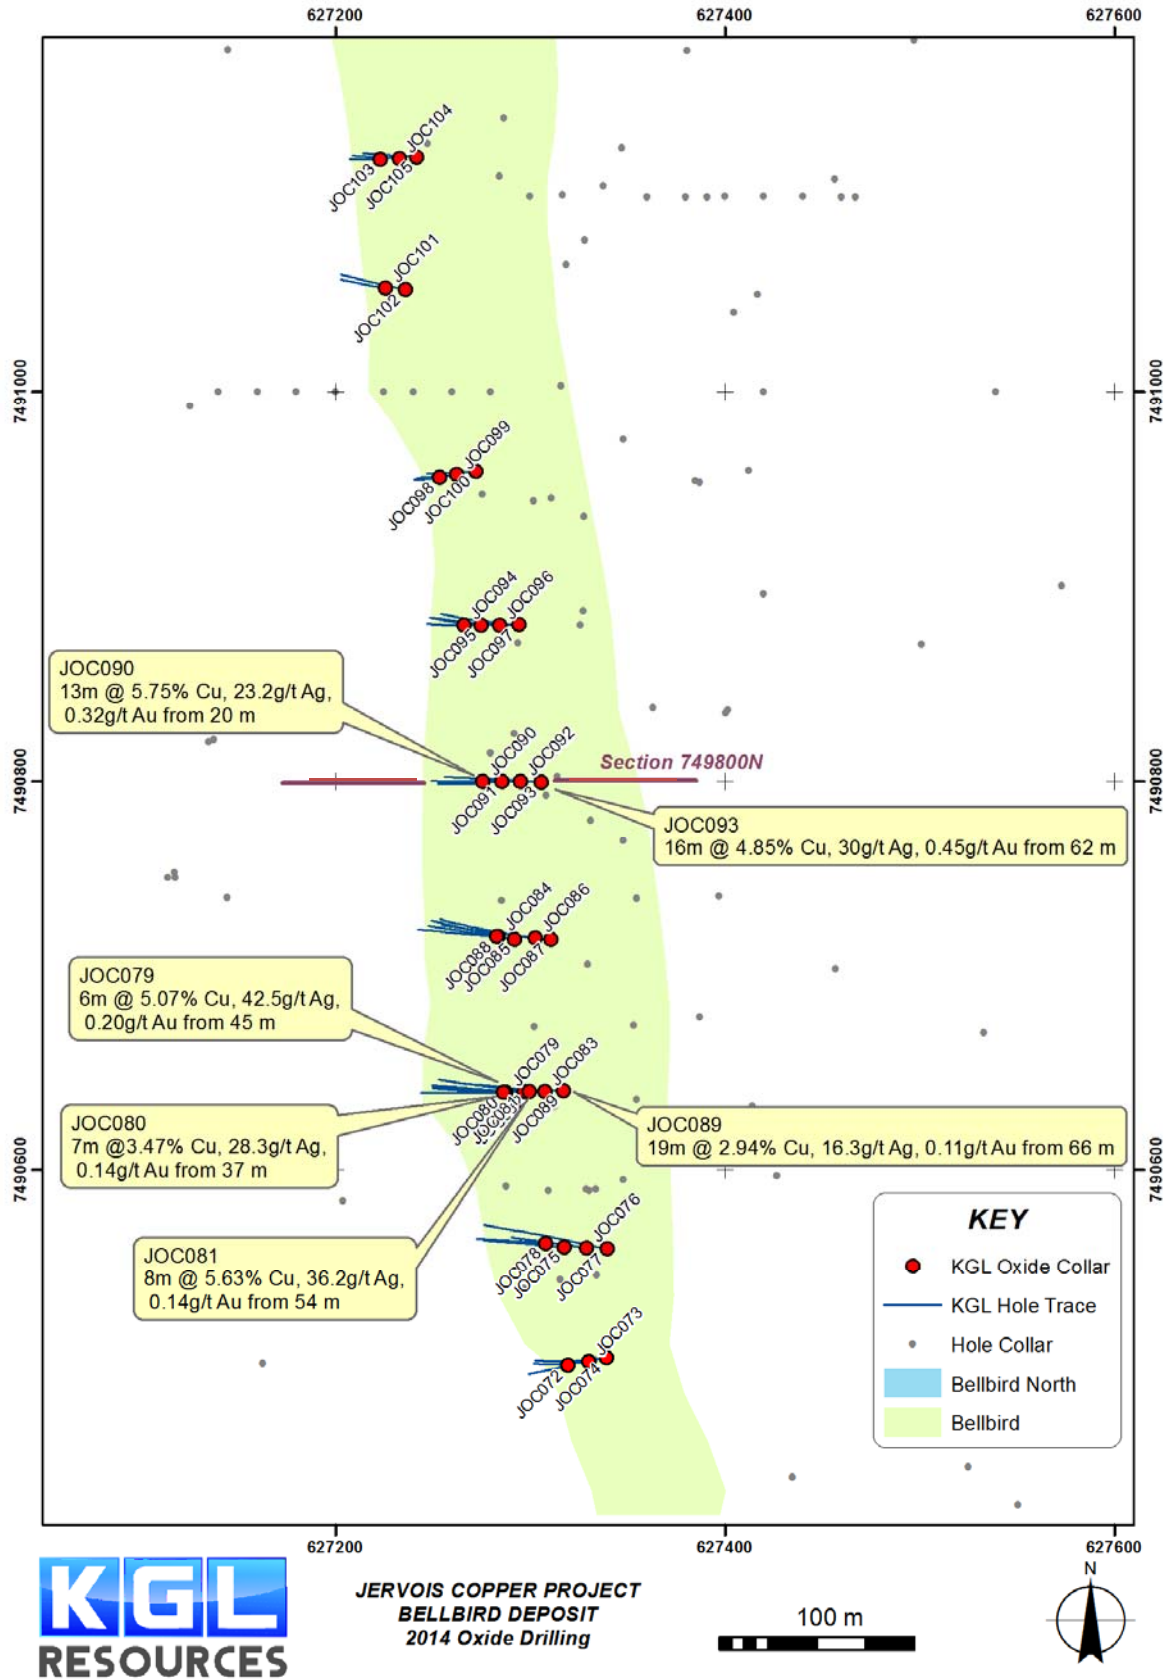 627200
627400
627600
JOC104
JOC103
JOC105
JOC101
JOC102
7491000
7491000
JOC099
JOC098
JOC100
JOC094
JOC096
JOC095
JOC097
JOC090
13m @ 5.75% Cu, 23.2g/t Ag,
0.32g/t Au from 20 m
JOC090
JOC092
Section 749800N
7490800
7490800
JOC091
JOC093
JOC093
16m @ 4.85% Cu, 30g/t Ag, 0.45g/t Au from 62 m
JOC084
JOC086
JOC088
JOC085
JOC087
JOC079
6m @ 5.07% Cu, 42.5g/t Ag,
0.20g/t Au from 45 m
JOC079
JOC083
JOC080
JOC081
JOC089
JOC080
7m @3.47% Cu, 28.3g/t Ag,
0.14g/t Au from 37 m
JOC089
19m @ 2.94% Cu, 16.3g/t Ag, 0.11g/t Au from 66 m
7490600
7490600
JOC076
JOC078
JOC075
JOC077
JOC081
8m @ 5.63% Cu, 36.2g/t Ag,
0.14g/t Au from 54 m
JOC073
JOC072
JOC074
KEY
KGL Oxide Collar
KGL Hole Trace
Hole Collar
Bellbird North
Bellbird
627200
627400
627600
KGL
RESOURCES
JERVOIS COPPER PROJECT
BELLBIRD DEPOSIT
2014 Oxide Drilling
100 m
N